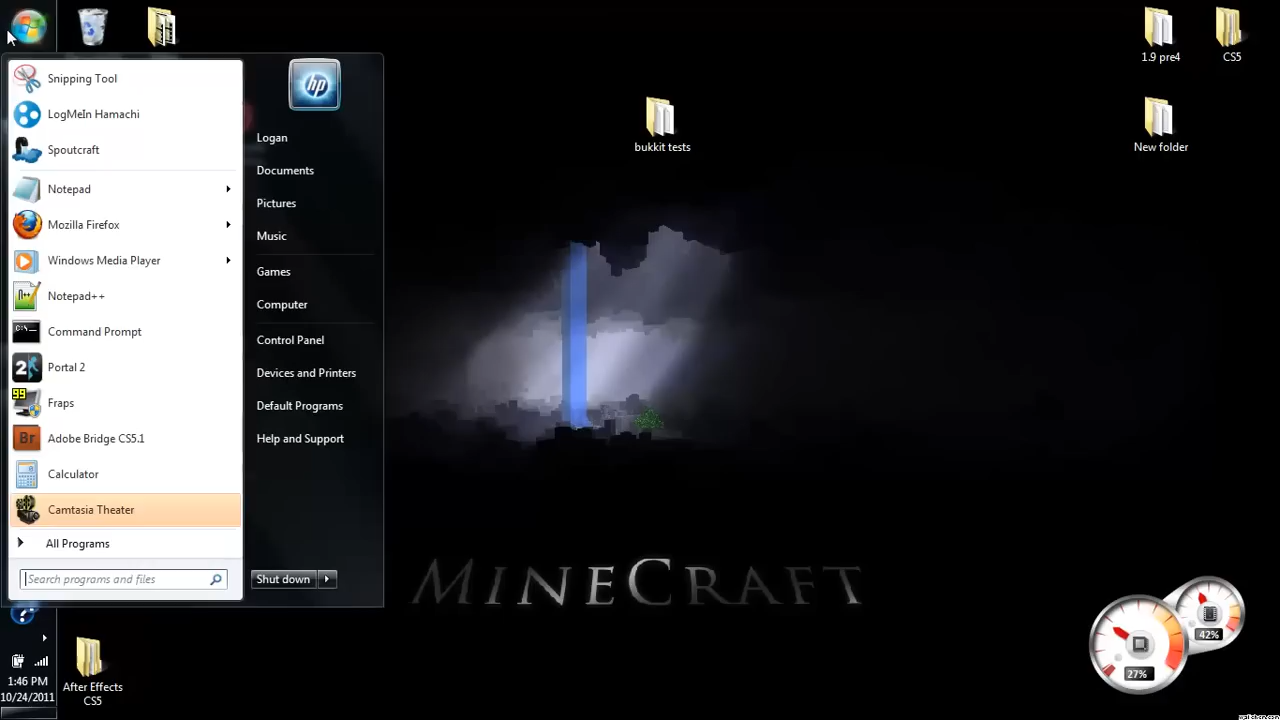 1.9 pre4
CS5
Snipping Tool
LogMeIn Hamachi
Spoutcraft
Notepad
Mozilla Firefox
Windows Media Player
Notepad++
Command Prompt
Portal 2
Fraps
Adobe Bridge CS5.1
Calculator
Camtasia Theater
All Programs
Search programs and files
hp
Logan
Documents
Pictures
Music
Games
Computer
Control Panel
Devices and Printers
Default Programs
Help and Support
Shut down
bukkit tests
New folder
MINECRAFT
42%
27%
1:46 PM
10/24/2011
After Effects
CS5